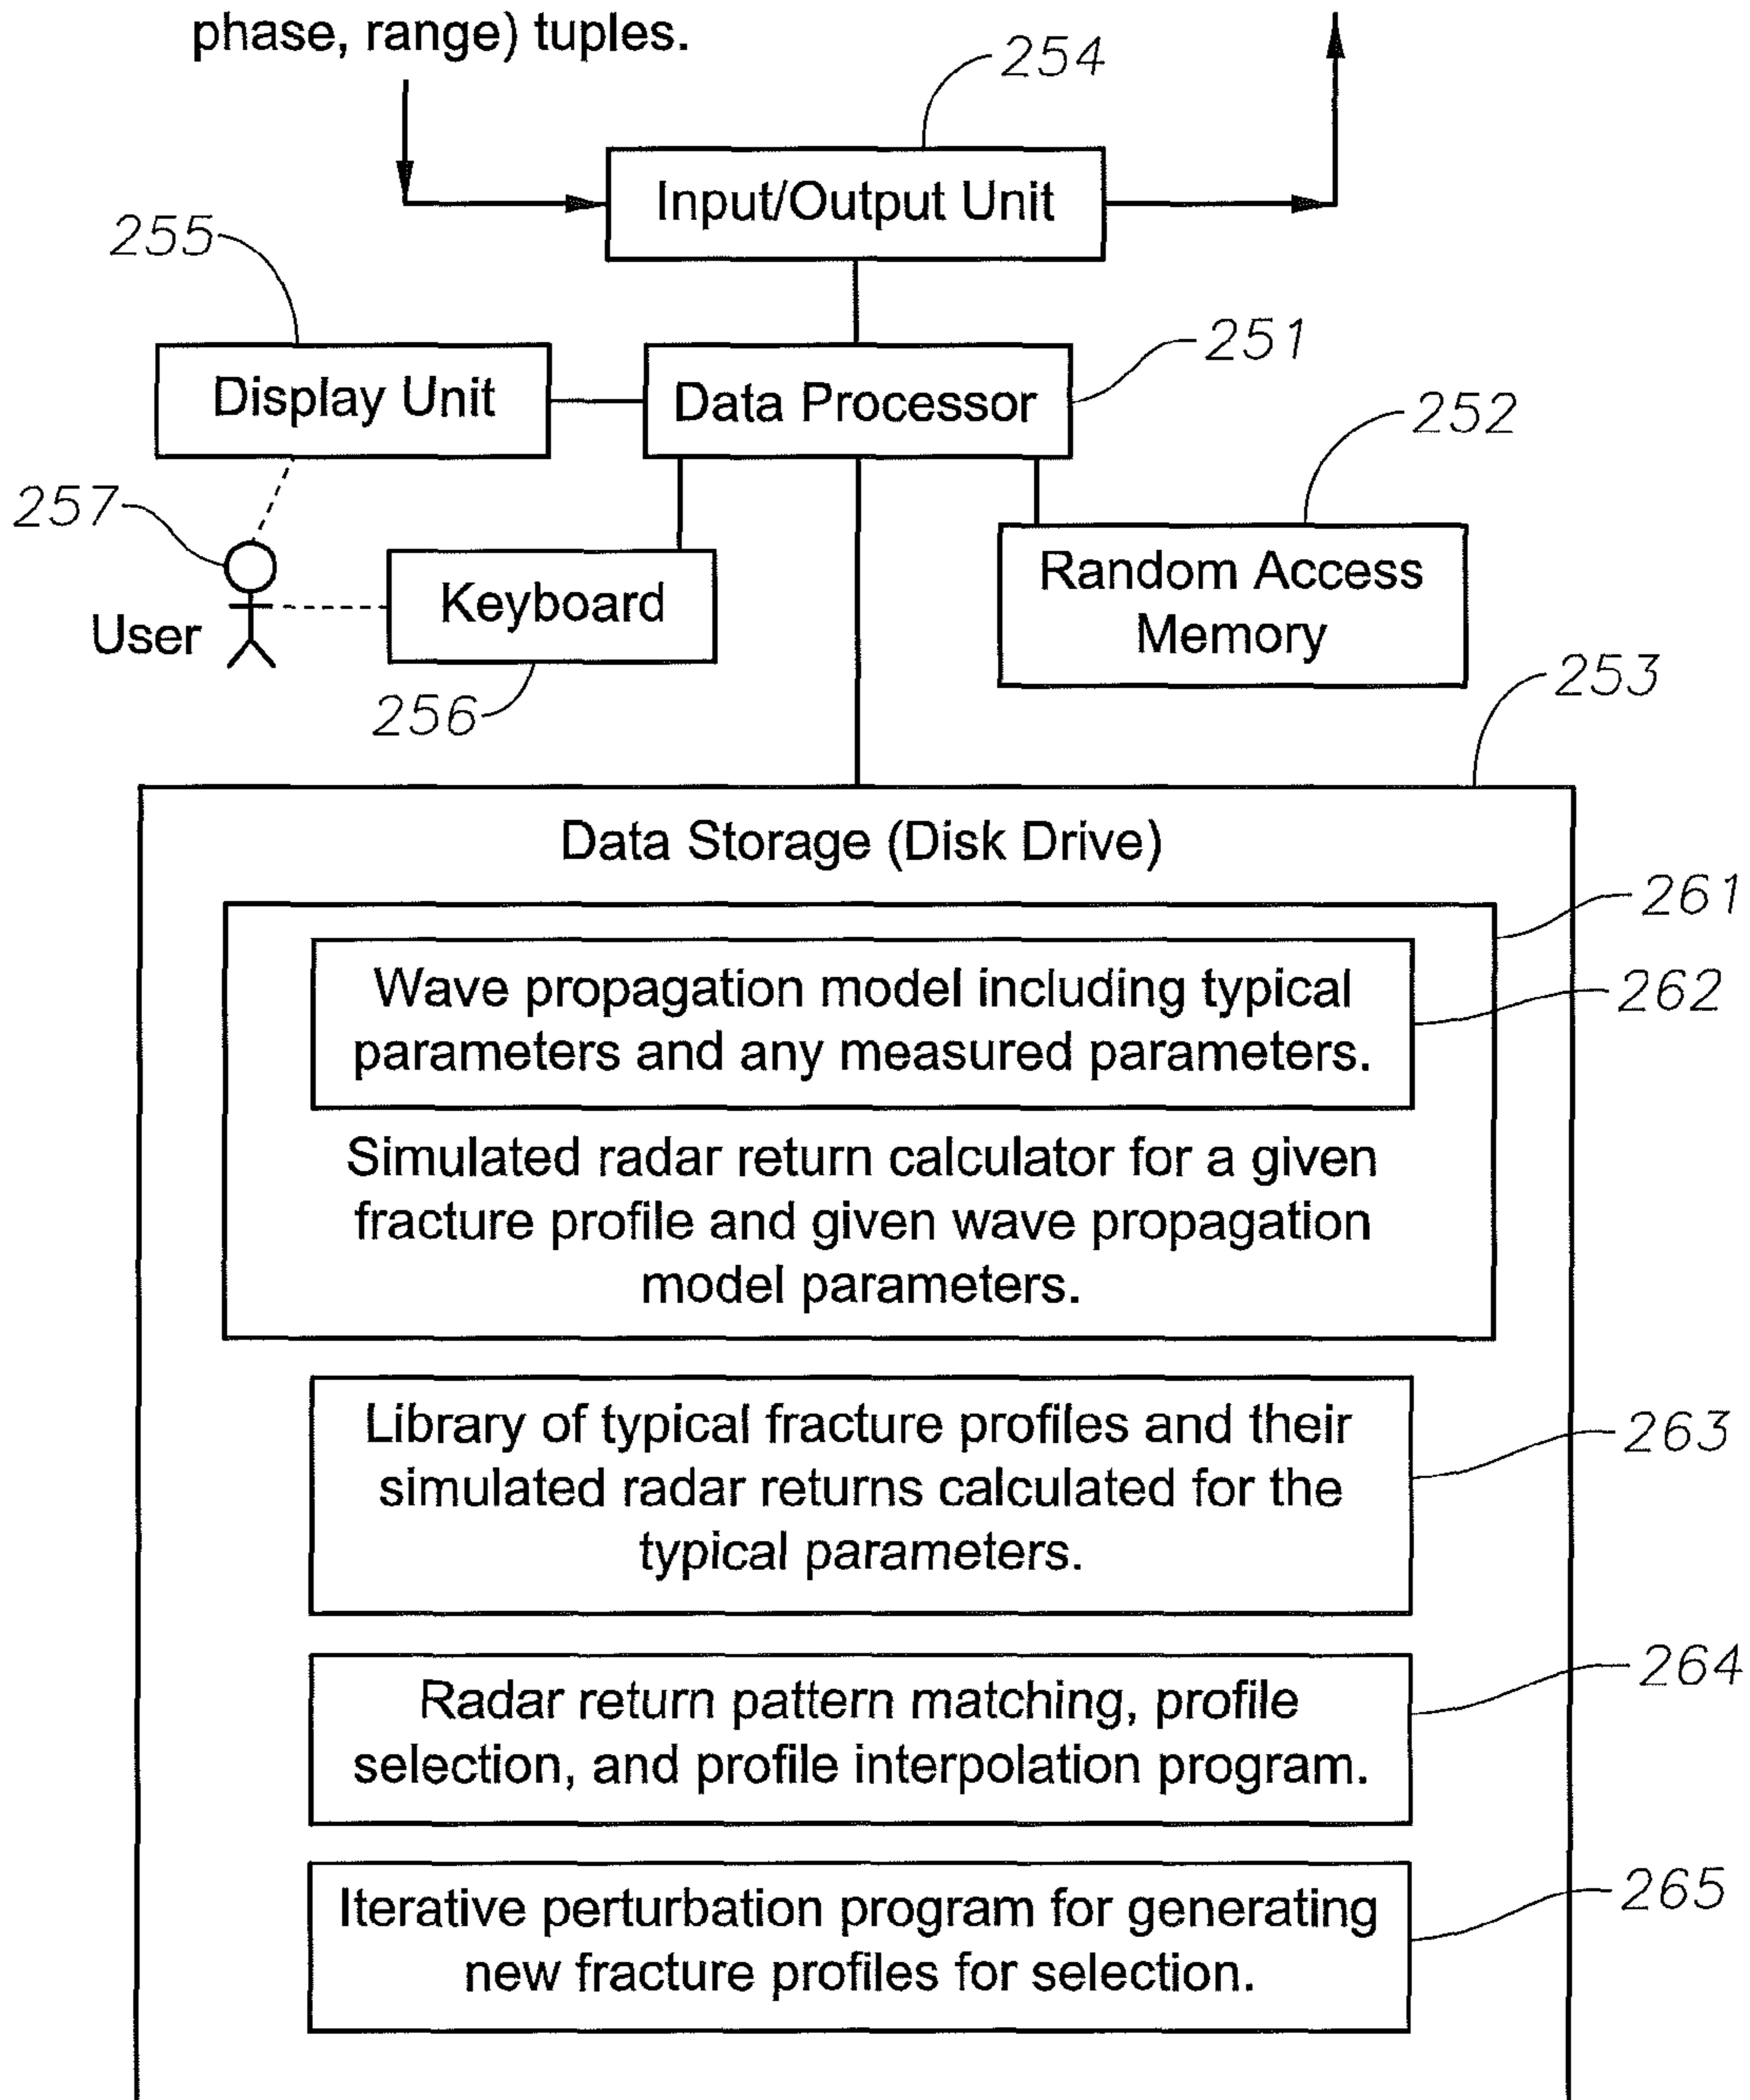 phase, range) tuples.
254
Input/Output Unit
255
251
Display Unit
Data Processor
252
257
Random Access
Memory
Keyboard
User
256
253
Data Storage (Disk Drive)
261
Wave propagation model including typical
parameters and any measured parameters.
262
Simulated radar return calculator for a given
fracture profile and given wave propagation
model parameters.
Library of typical fracture profiles and their
simulated radar returns calculated for the
typical parameters.
263
Radar return pattern matching, profile
selection, and profile interpolation program.
264
Iterative perturbation program for generating
new fracture profiles for selection.
265